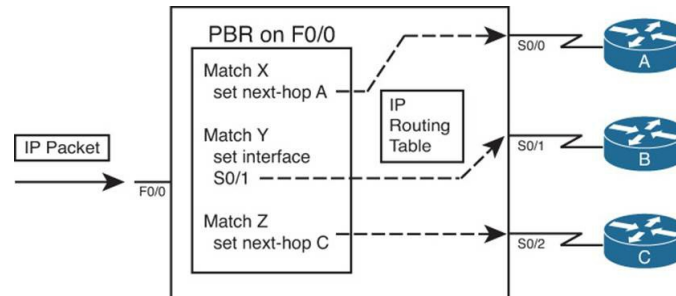 PBR on F0/0
Match X
set next-hop A
Match Y
set interface
S0/1
Match Z
set next-hop C
IP Packet
F0/0
IP
Routing
Table
S0/0
A
S0/1
B
S0/2
C